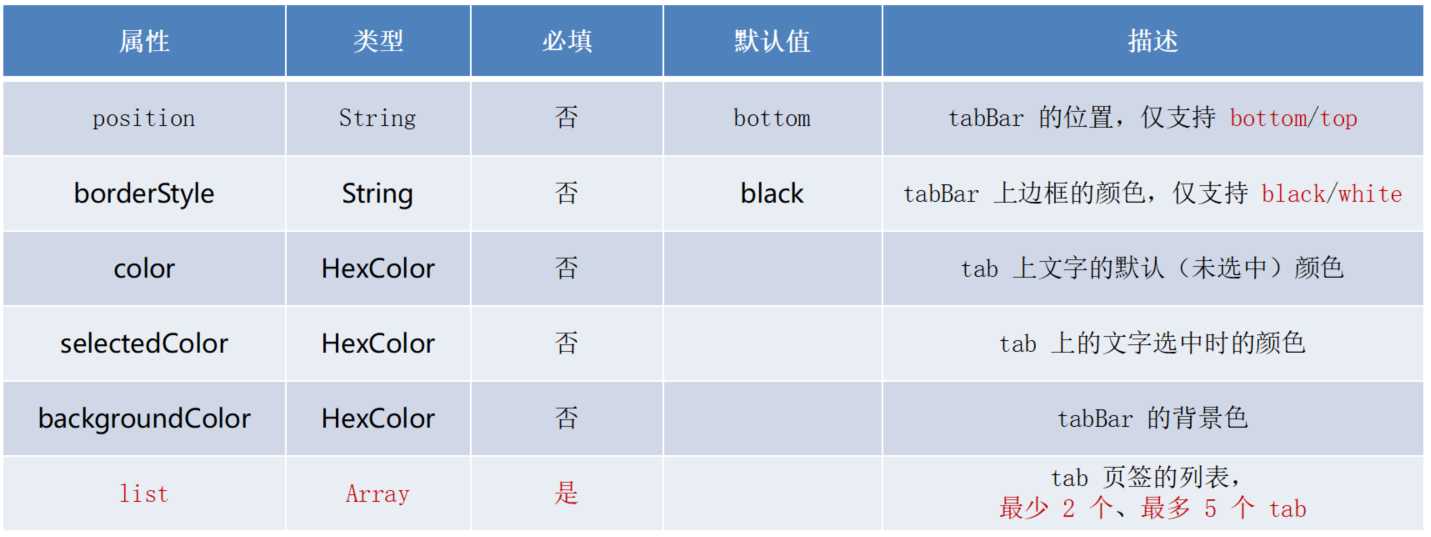 属性 类型 必填 默认值 描述
position String 否 bottom tabBar 的位置，仅支持 bottom/top
borderStyle String 否 black tabBar 上边框的颜色，仅支持 black/white
color HexColor 否 tab 上文字的默认（未选中）颜色
selectedColor HexColor 否 tab 上的文字选中时的颜色
backgroundColor HexColor 否 tabBar 的背景色
list Array 是 tab 页签的列表，
最少 2 个、最多 5 个 tab